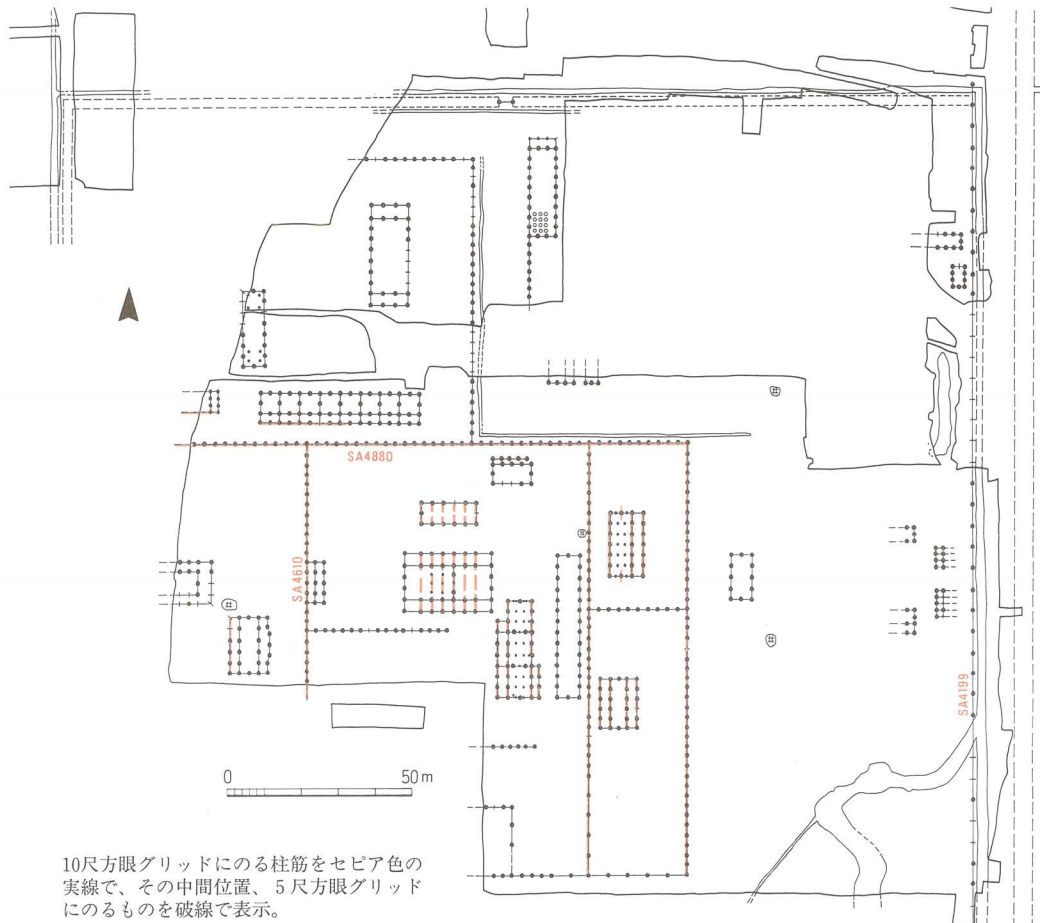 SA4880
SA4610
SA4199
0 50m
10尺方眼グリッドにのる柱筋をセピア色の
実線で、その中間位置、5尺方眼グリッド
にのるものを破線で表示。